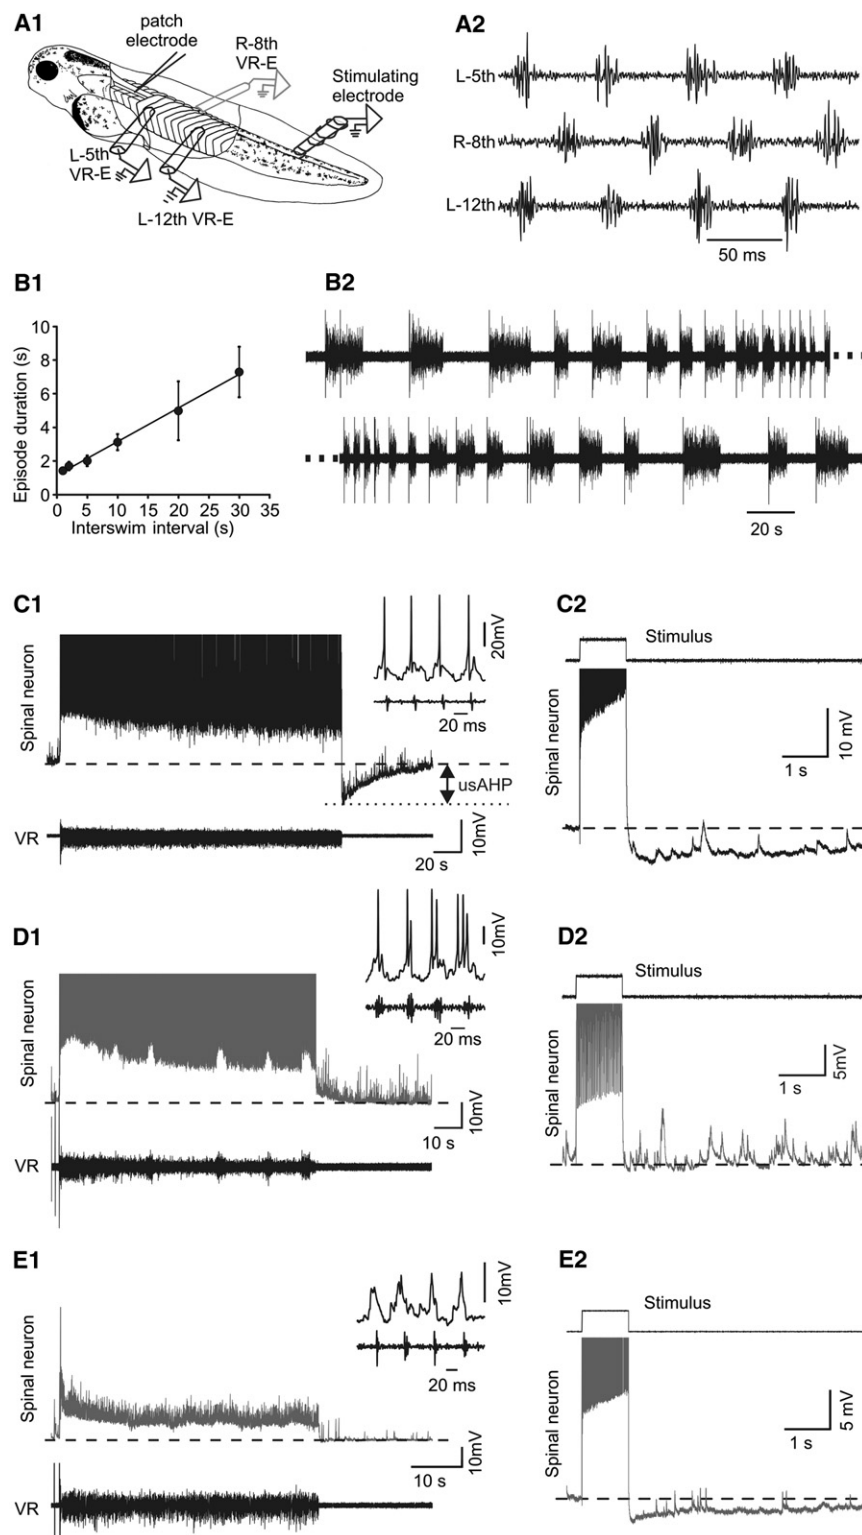 A1
patch
electrode
R-8th
VR-E
Stimulating
electrode
L-5th
VR-E
L-12th VR-E
A2
L-5th
R-8th
L-12th
50 ms
B1
Episode duration (s)
10
8
6
4
2
0
0 5 10 15 20 25 30 35
Interswim interval (s)
B2
20 s
C1
Spinal neuron
20mV
20 ms
usAHP
VR
20 s
10mV
C2
Stimulus
Spinal neuron
1 s
10 mV
D1
Spinal neuron
10mV
20 ms
10 s
10mV
VR
D2
Stimulus
Spinal neuron
1 s
5mV
E1
Spinal neuron
10mV
20 ms
10 s
10mV
VR
E2
Stimulus
Spinal neuron
1 s
5 mV